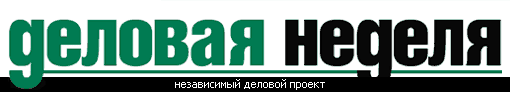 деловая неделя
независимый деловой проект